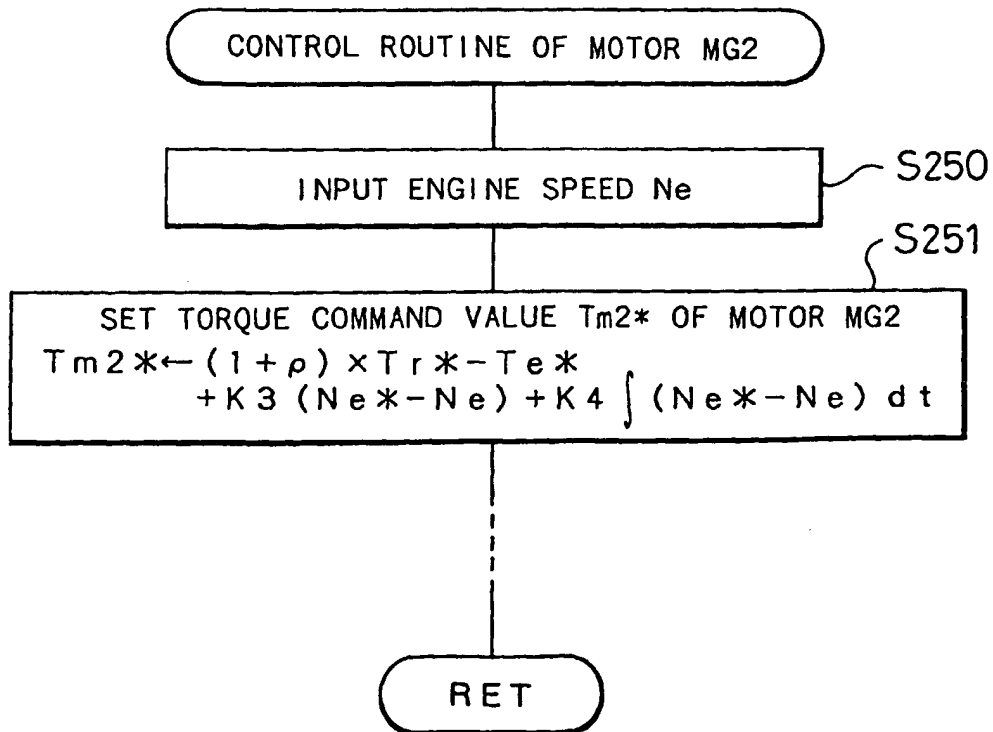 CONTROL ROUTINE OF MOTOR MG2
INPUT ENGINE SPEED Ne
S250
S251
SET TORQUE COMMAND VALUE Tm2* OF MOTOR MG2
Tm2*←(1+ρ)×Tr*-Te*
+K3(Ne*-Ne)+K4∫(Ne*-Ne)dt
RET